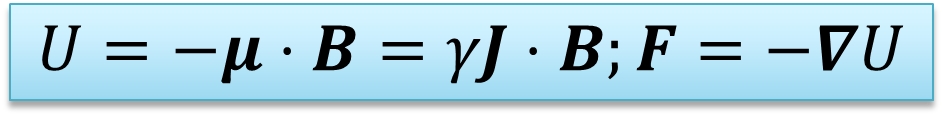 U = −μ · B = γJ · B; F = −∇U